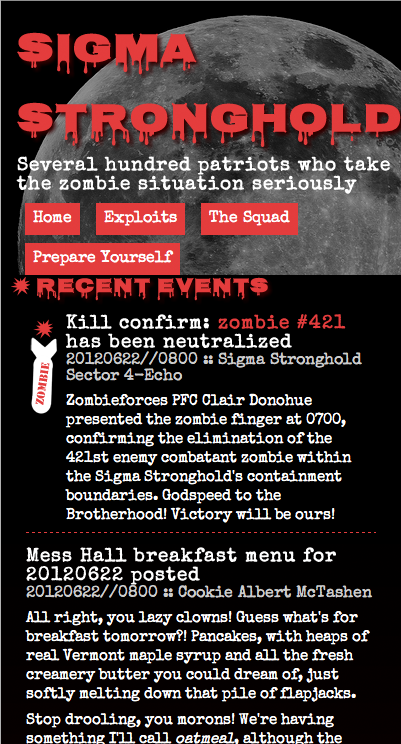 SIGMA
STRONGHOLD
Several hundred patriots who take
the zombie situation seriously
Home Exploits The Squad
Prepare Yourself
RECENT EVENTS
Kill confirm: zombie #421
has been neutralized
20120622//0800 :: Sigma Stronghold
Sector 4-Echo
ZOMBIE
Zombieforces PFC Clair Donohue
presented the zombie finger at 0700,
confirming the elimination of the
421st enemy combatant zombie within
the Sigma Stronghold's containment
boundaries. Godspeed to the
Brotherhood! Victory will be ours!
Mess Hall breakfast menu for
20120622 posted
20120622//0800 :: Cookie Albert McTashen
All right, you lazy clowns! Guess what's for
breakfast tomorrow?! Pancakes, with heaps of
real Vermont maple syrup and all the fresh
creamery butter you could dream of, just
softly melting down that pile of flapjacks.
Stop drooling, you morons! We're having
something I'll call oatmeal, although the